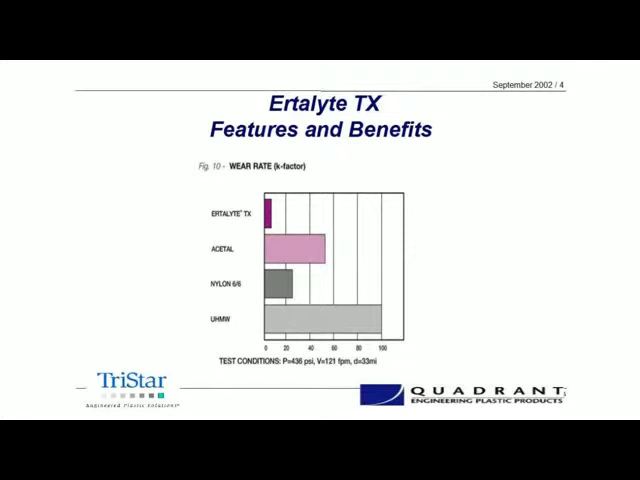 September 2002 / 4
Ertalyte TX
Features and Benefits
Fig. 10 - WEAR RATE (k-factor)
ERTALYTE® TX
ACETAL
NYLON 6/6
UHMW
0 20 40 60 80 100
TEST CONDITIONS: P=436 psi, V=121 fpm, d=33mi
TriStar
Engineered Plastic Solutions
QUADRANT
ENGINEERING PLASTIC PRODUCTS